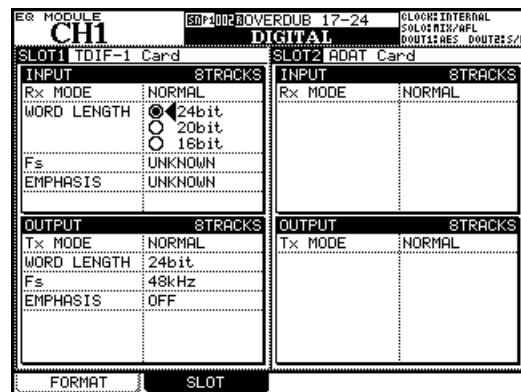 EQ MODULE
CH1
OVERDUB 17-24
DIGITAL
CLOCK:INTERNAL
SOLO:MIX/AFL
DOUT1:AES DOUT2:S/
SLOT1 TDIF-1 Card
INPUT 8TRACKS
Rx MODE NORMAL
WORD LENGTH 24bit
20bit
16bit
Fs UNKNOWN
EMPHASIS UNKNOWN
OUTPUT 8TRACKS
Tx MODE NORMAL
WORD LENGTH 24bit
Fs 48kHz
EMPHASIS OFF
SLOT2 ADAT Card
INPUT 8TRACKS
Rx MODE NORMAL
OUTPUT 8TRACKS
Tx MODE NORMAL
FORMAT SLOT